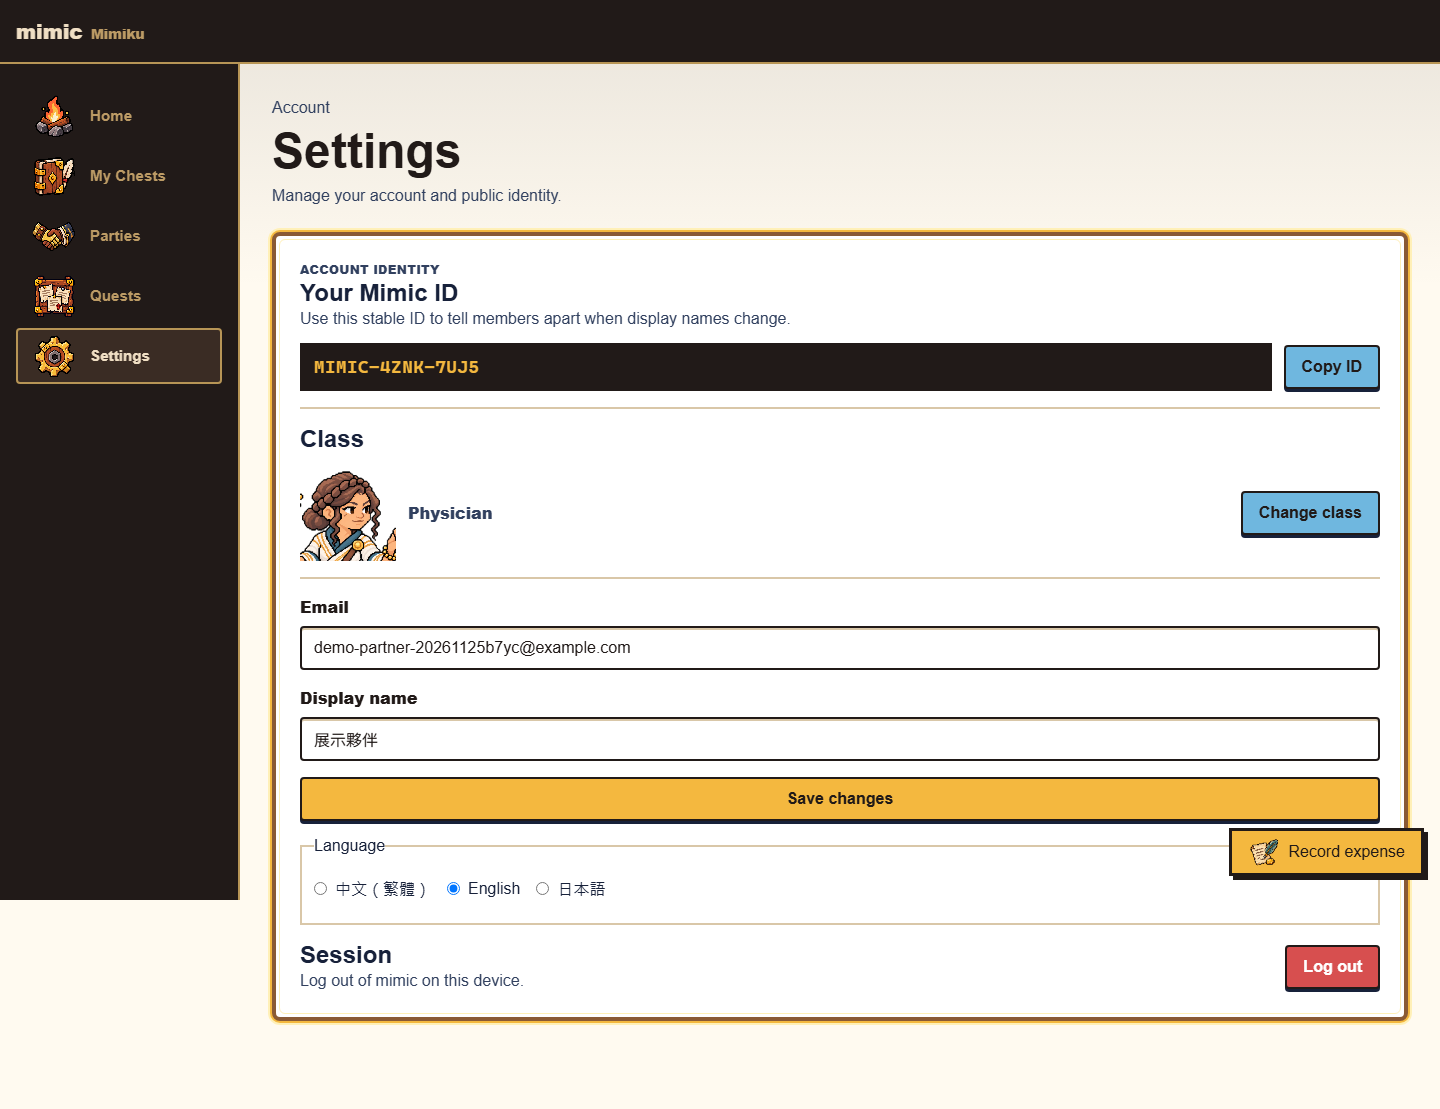 mimic Mimiku
Home
My Chests
Parties
Quests
Settings
Account
Settings
Manage your account and public identity.
ACCOUNT IDENTITY
Your Mimic ID
Use this stable ID to tell members apart when display names change.
MIMIC-4ZNK-7UJ5
Copy ID
Class
Physician
Change class
Email
demo-partner-20261125b7yc@example.com
Display name
展示夥伴
Save changes
Language
Record expense
中文（繁體） English 日本語
Session
Log out of mimic on this device.
Log out